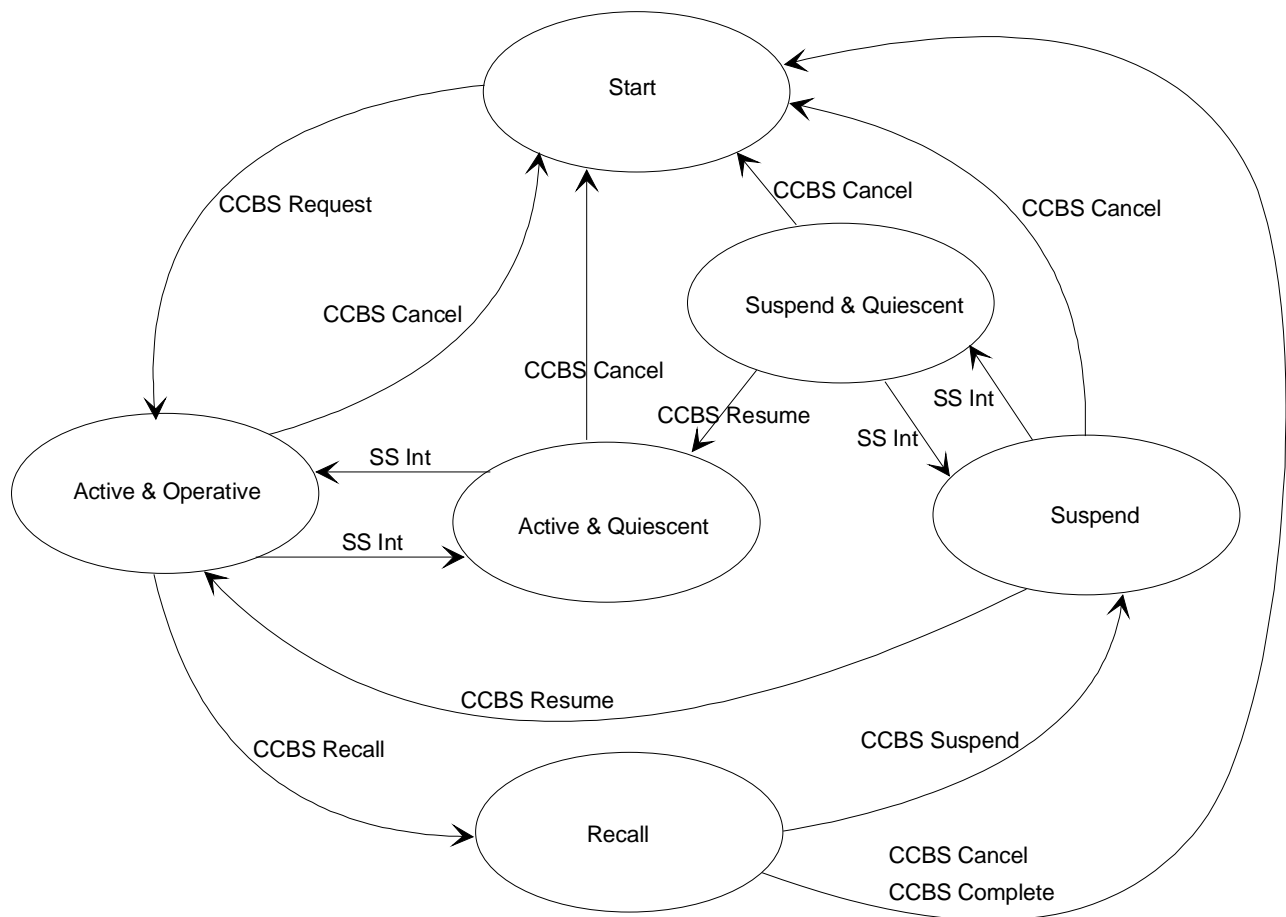 Start
CCBS Cancel
CCBS Request
CCBS Cancel
Suspend & Quiescent
CCBS Cancel
CCBS Cancel
SS Int
CCBS Resume
SS Int
SS Int
Active & Operative
Suspend
Active & Quiescent
SS Int
CCBS Resume
CCBS Suspend
CCBS Recall
Recall
CCBS Cancel
CCBS Complete